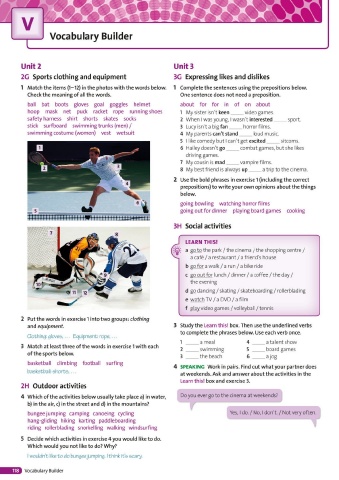 V
Vocabulary Builder
Unit 2
2G Sports clothing and equipment
1 Match the items (1–12) in the photos with the words below.
Check the meaning of all the words.
ball bat boots gloves goal goggles helmet
hoop mask net puck racket rope running shoes
safety harness shirt shorts skates socks
stick surfboard swimming trunks (men) /
swimming costume (women) vest wetsuit
1
2
5
7
8
11 12
2 Put the words in exercise 1 into two groups: clothing
and equipment.
Clothing: gloves, … Equipment: rope, …
3 Match at least three of the words in exercise 1 with each
of the sports below.
basketball climbing football surfing
basketball: shorts, …
2H Outdoor activities
4 Which of the activities below usually take place a) in water,
b) in the air, c) in the street and d) in the mountains?
bungee jumping camping canoeing cycling
hang-gliding hiking karting paddleboarding
riding rollerblading snorkelling walking windsurfing
5 Decide which activities in exercise 4 you would like to do.
Which would you not like to do? Why?
I wouldn't like to do bungee jumping. I think it's scary.
118 Vocabulary Builder
Unit 3
3G Expressing likes and dislikes
1 Complete the sentences using the prepositions below.
One sentence does not need a preposition.
about for for in of on about
1 My sister isn't keen _____ video games.
2 When I was young, I wasn't interested _____ sport.
3 Lucy isn't a big fan _____ horror films.
4 My parents can't stand _____ loud music.
5 I like comedy but I can't get excited _____ sitcoms.
6 Hailey doesn't go _____ combat games, but she likes
driving games.
7 My cousin is mad _____ vampire films.
8 My best friend is always up _____ a trip to the cinema.
2 Use the bold phrases in exercise 1 (including the correct
prepositions) to write your own opinions about the things
below.
going bowling watching horror films
going out for dinner playing board games cooking
3H Social activities
LEARN THIS!
a go to the park / the cinema / the shopping centre /
a café / a restaurant / a friend's house
b go for a walk / a run / a bike ride
c go out for lunch / dinner / a coffee / the day /
the evening
d go dancing / skating / skateboarding / rollerblading
e watch TV / a DVD / a film
f play video games / volleyball / tennis
3 Study the Learn this! box. Then use the underlined verbs
to complete the phrases below. Use each verb once.
1 _____ a meal 4 _____ a talent show
2 _____ swimming 5 _____ board games
3 _____ the beach 6 _____ a jog
4 SPEAKING Work in pairs. Find out what your partner does
at weekends. Ask and answer about the activities in the
Learn this! box and exercise 3.
Do you ever go to the cinema at weekends?
Yes, I do. / No, I don't. / Not very often.